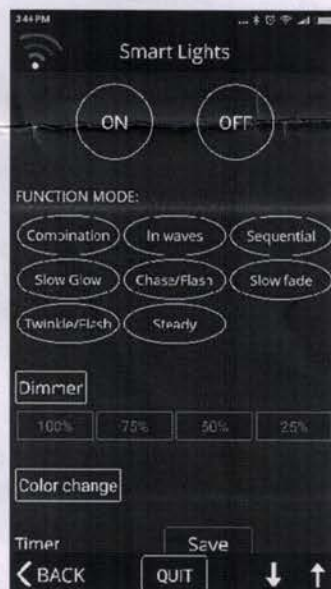 3:44 PM ...
Smart Lights
ON OFF
FUNCTION MODE:
Combination In waves Sequential
Slow Glow Chase/Flash Slow fade
Twinkle/Flash Steady
Dimmer
100% 75% 50% 25%
Color change
Timer Save
BACK QUIT